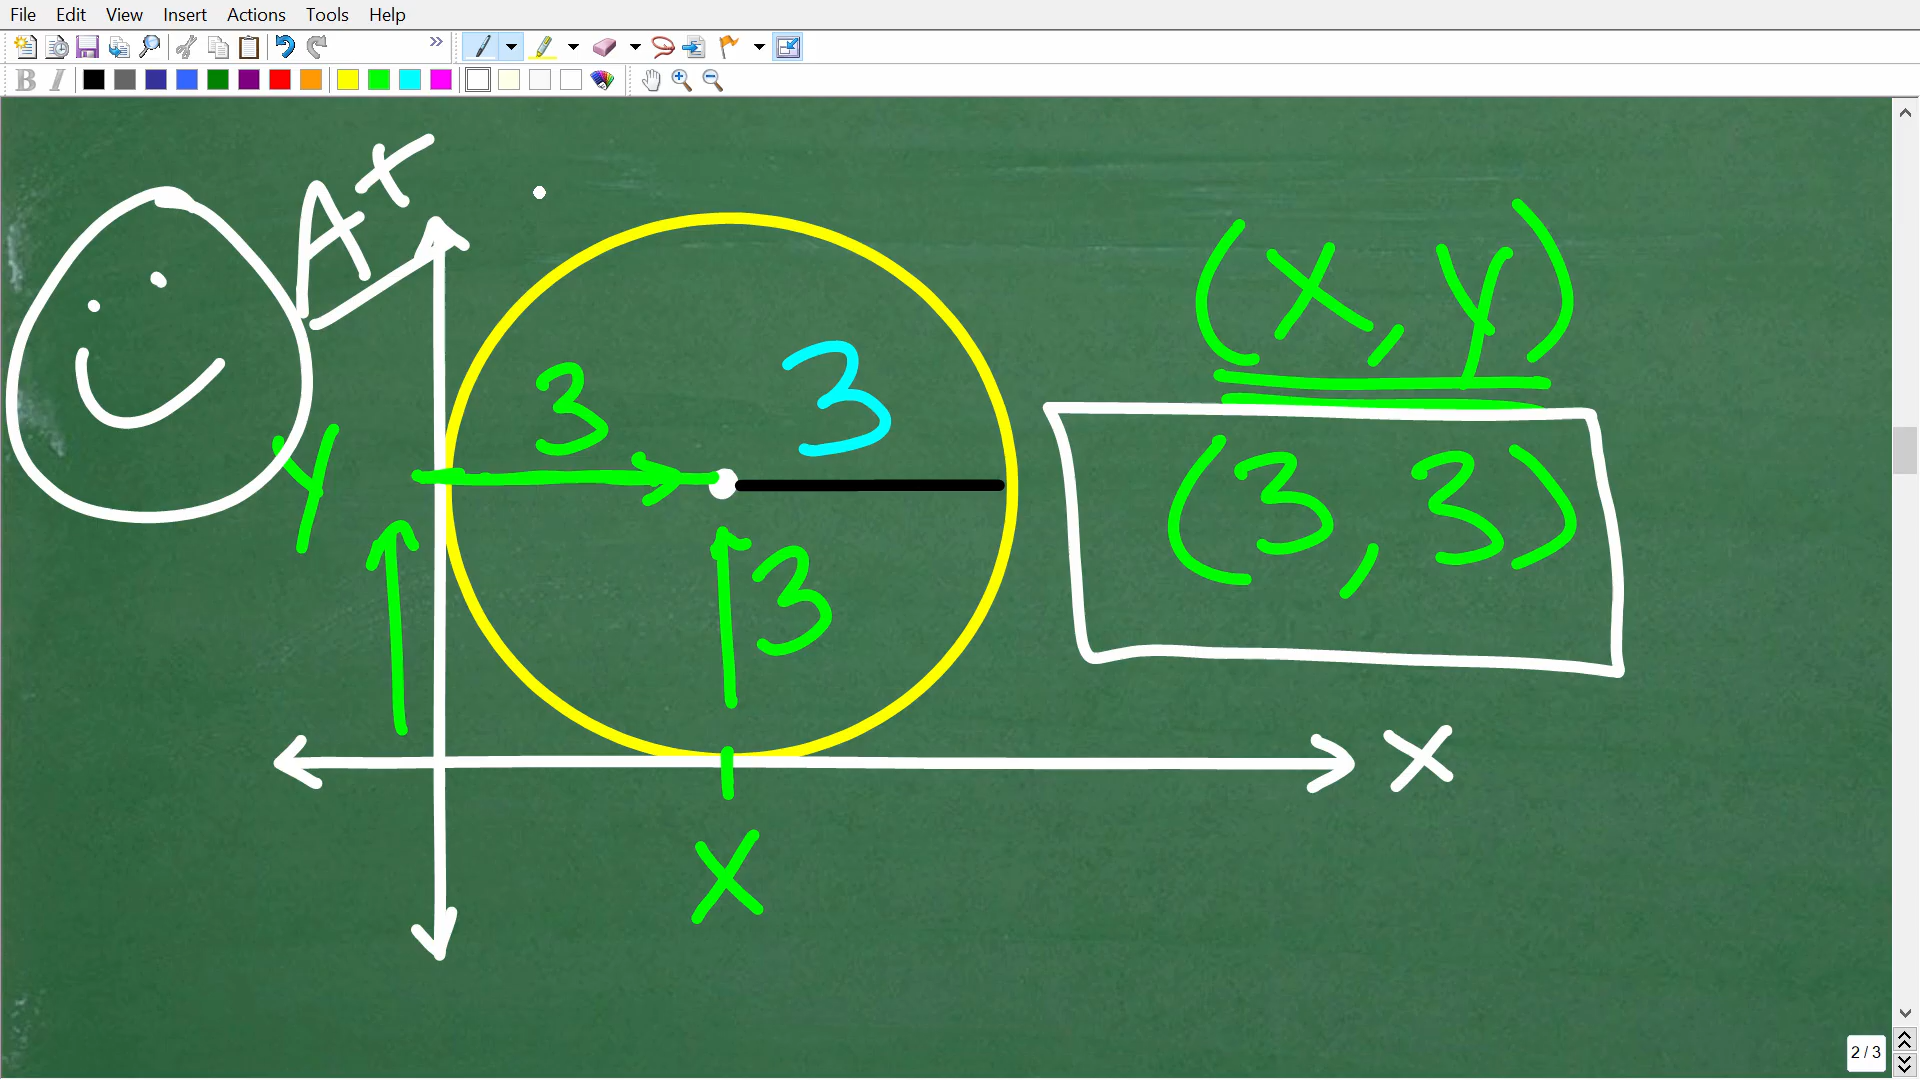 File Edit View Insert Actions Tools Help
B I
A+
(x, y)
3 3
Y
(3, 3)
3
X
X
2 / 3